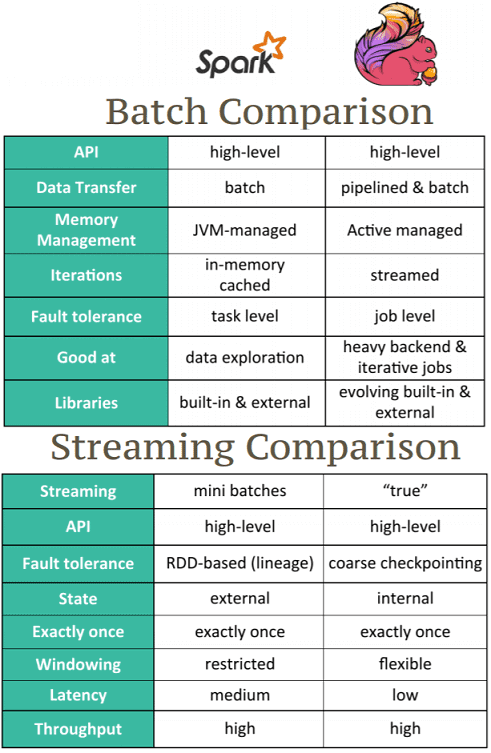 Spark
Batch Comparison
API high-level high-level
Data Transfer batch pipelined & batch
Memory
Management JVM-managed Active managed
Iterations in-memory
cached streamed
Fault tolerance task level job level
Good at data exploration heavy backend &
iterative jobs
Libraries built-in & external evolving built-in &
external
Streaming Comparison
Streaming mini batches “true”
API high-level high-level
Fault tolerance RDD-based (lineage) coarse checkpointing
State external internal
Exactly once exactly once exactly once
Windowing restricted flexible
Latency medium low
Throughput high high